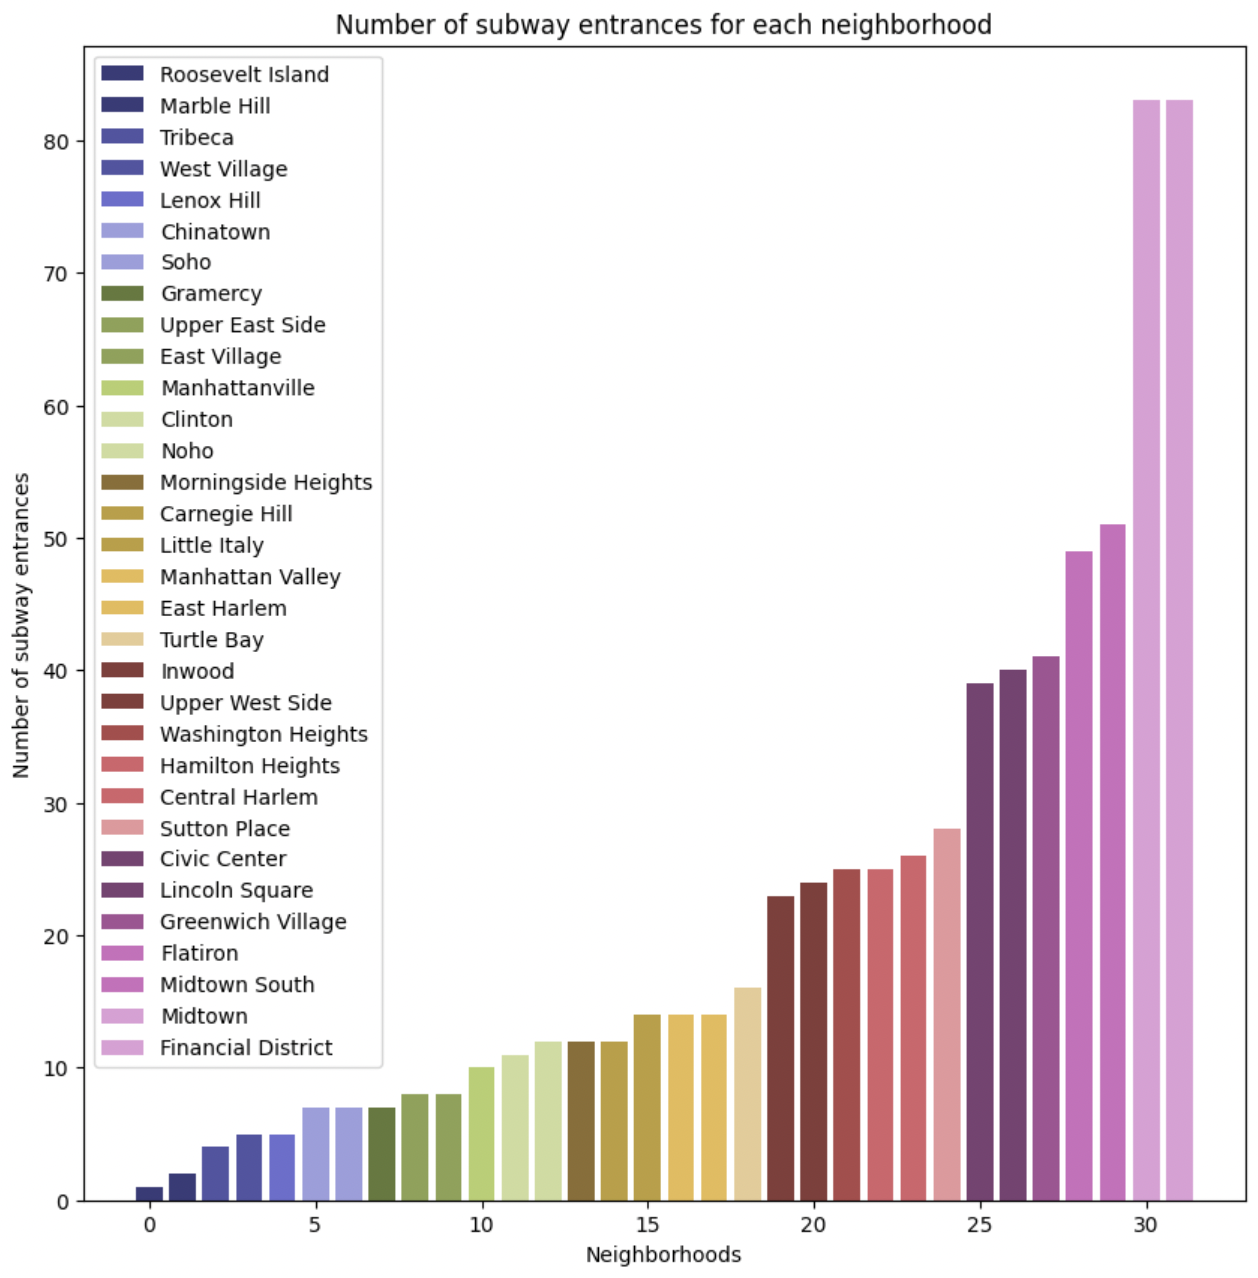 Number of subway entrances for each neighborhood
Roosevelt Island
Marble Hill
Tribeca
West Village
Lenox Hill
Chinatown
Soho
Gramercy
Upper East Side
East Village
Manhattanville
Clinton
Noho
Morningside Heights
Carnegie Hill
Little Italy
Manhattan Valley
East Harlem
Turtle Bay
Inwood
Upper West Side
Washington Heights
Hamilton Heights
Central Harlem
Sutton Place
Civic Center
Lincoln Square
Greenwich Village
Flatiron
Midtown South
Midtown
Financial District
Number of subway entrances
80
70
60
50
40
30
20
10
0
0 5 10 15 20 25 30
Neighborhoods